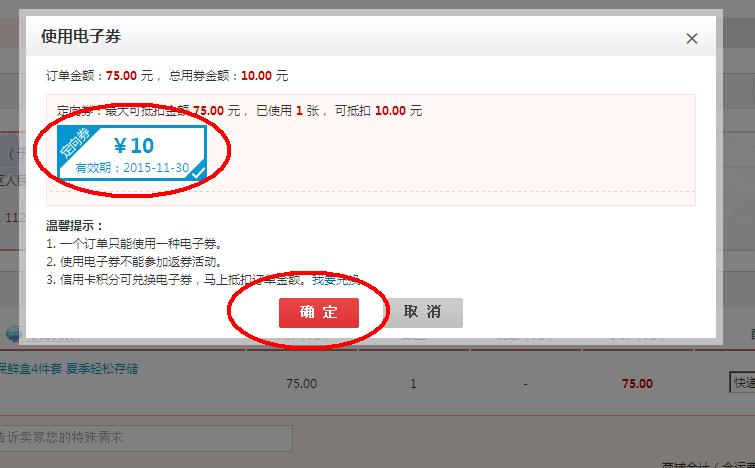 使用电子券
×
订单金额：75.00 元， 总用券金额：10.00 元
定向券：最大可抵扣金额 75.00 元， 已使用 1 张， 可抵扣 10.00 元
定向券
￥10
有效期：2015-11-30
温馨提示：
1. 一个订单只能使用一种电子券。
2. 使用电子券不能参加返券活动。
3. 信用卡积分可兑换电子券，马上抵扣订单金额。我要兑换
确 定
取 消
区人民
112
保鲜盒4件套 夏季轻松存储
75.00
1
-
75.00
快递
告诉卖家您的特殊需求